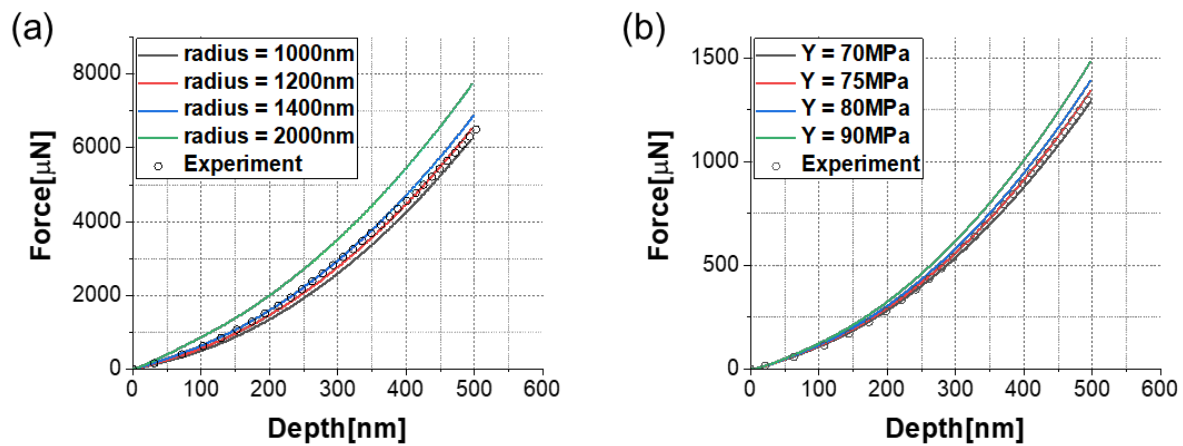 (a)
radius = 1000nm
radius = 1200nm
radius = 1400nm
radius = 2000nm
Experiment
8000
6000
4000
2000
0
Force[μN]
0 100 200 300 400 500 600
Depth[nm]
(b)
Y = 70MPa
Y = 75MPa
Y = 80MPa
Y = 90MPa
Experiment
1500
1000
500
0
Force[μN]
0 100 200 300 400 500 600
Depth[nm]